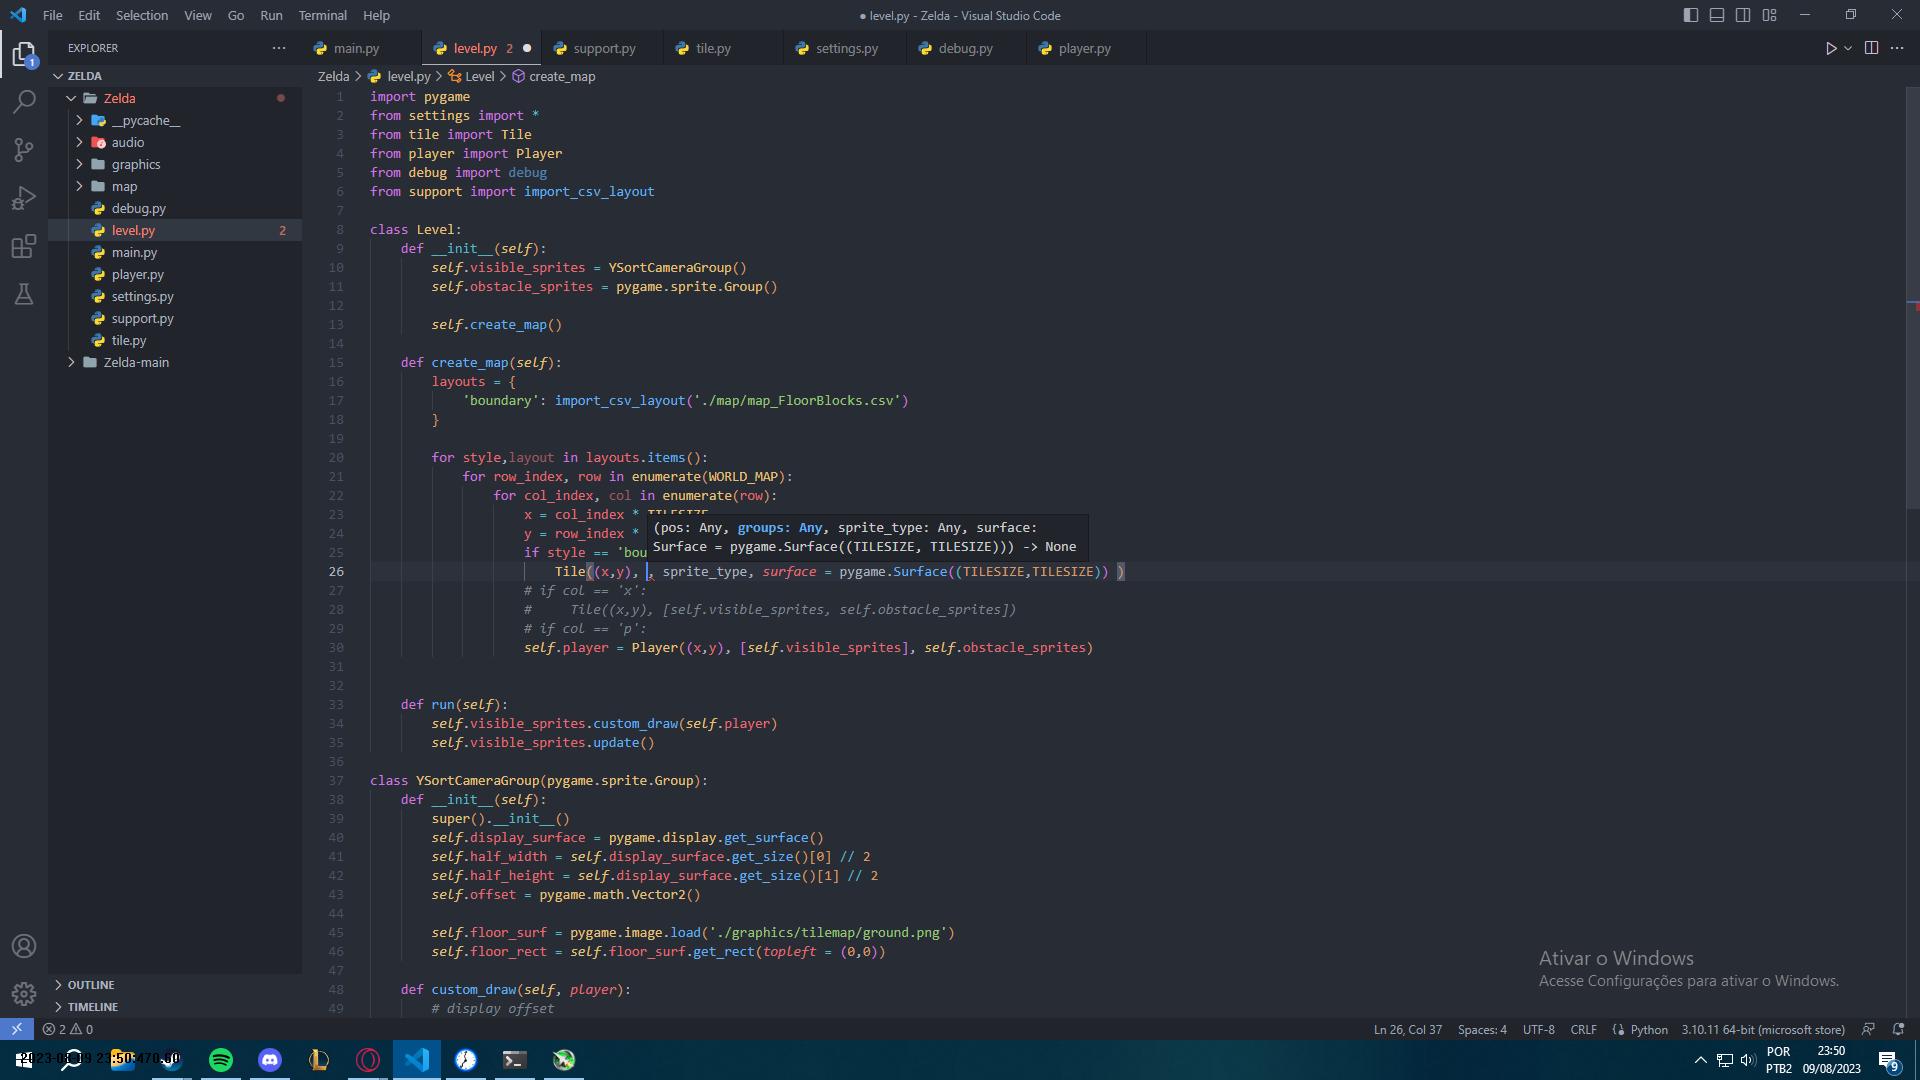 File Edit Selection View Go Run Terminal Help
● level.py - Zelda - Visual Studio Code
EXPLORER
main.py
level.py 2
support.py
tile.py
settings.py
debug.py
player.py
1
ZELDA
Zelda
__pycache__
audio
graphics
map
debug.py
level.py 2
main.py
player.py
settings.py
support.py
tile.py
Zelda-main
OUTLINE
TIMELINE
Zelda > level.py > Level > create_map
1 import pygame
2 from settings import *
3 from tile import Tile
4 from player import Player
5 from debug import debug
6 from support import import_csv_layout
7
8 class Level:
9 def __init__(self):
10 self.visible_sprites = YSortCameraGroup()
11 self.obstacle_sprites = pygame.sprite.Group()
12
13 self.create_map()
14
15 def create_map(self):
16 layouts = {
17 'boundary': import_csv_layout('./map/map_FloorBlocks.csv')
18 }
19
20 for style,layout in layouts.items():
21 for row_index, row in enumerate(WORLD_MAP):
22 for col_index, col in enumerate(row):
23 x = col_index * TILESIZE
24 y = row_index *
25 if style == 'bou
(pos: Any, groups: Any, sprite_type: Any, surface:
Surface = pygame.Surface((TILESIZE, TILESIZE))) -> None
26 Tile((x,y), , sprite_type, surface = pygame.Surface((TILESIZE,TILESIZE)) )
27 # if col == 'x':
28 # Tile((x,y), [self.visible_sprites, self.obstacle_sprites])
29 # if col == 'p':
30 self.player = Player((x,y), [self.visible_sprites], self.obstacle_sprites)
31
32
33 def run(self):
34 self.visible_sprites.custom_draw(self.player)
35 self.visible_sprites.update()
36
37 class YSortCameraGroup(pygame.sprite.Group):
38 def __init__(self):
39 super().__init__()
40 self.display_surface = pygame.display.get_surface()
41 self.half_width = self.display_surface.get_size()[0] // 2
42 self.half_height = self.display_surface.get_size()[1] // 2
43 self.offset = pygame.math.Vector2()
44
45 self.floor_surf = pygame.image.load('./graphics/tilemap/ground.png')
46 self.floor_rect = self.floor_surf.get_rect(topleft = (0,0))
47
48 def custom_draw(self, player):
49 # display offset
Ativar o Windows
Acesse Configurações para ativar o Windows.
2 0
Ln 26, Col 37 Spaces: 4 UTF-8 CRLF Python 3.10.11 64-bit (microsoft store)
POR
PTB2
23:50
09/08/2023
9